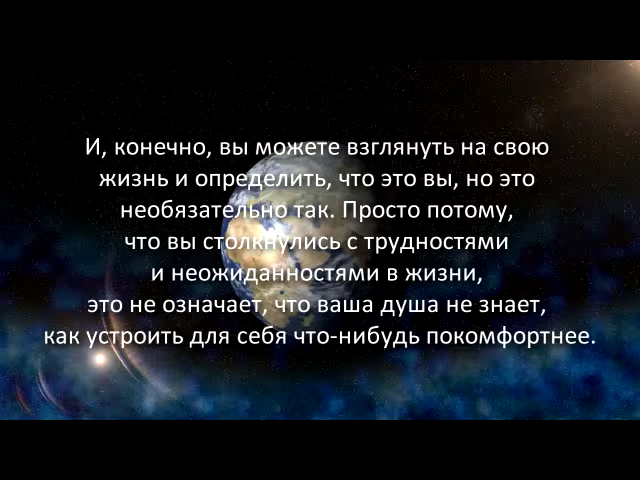 И, конечно, вы можете взглянуть на свою
жизнь и определить, что это вы, но это
необязательно так. Просто потому,
что вы столкнулись с трудностями
и неожиданностями в жизни,
это не означает, что ваша душа не знает,
как устроить для себя что-нибудь покомфортнее.